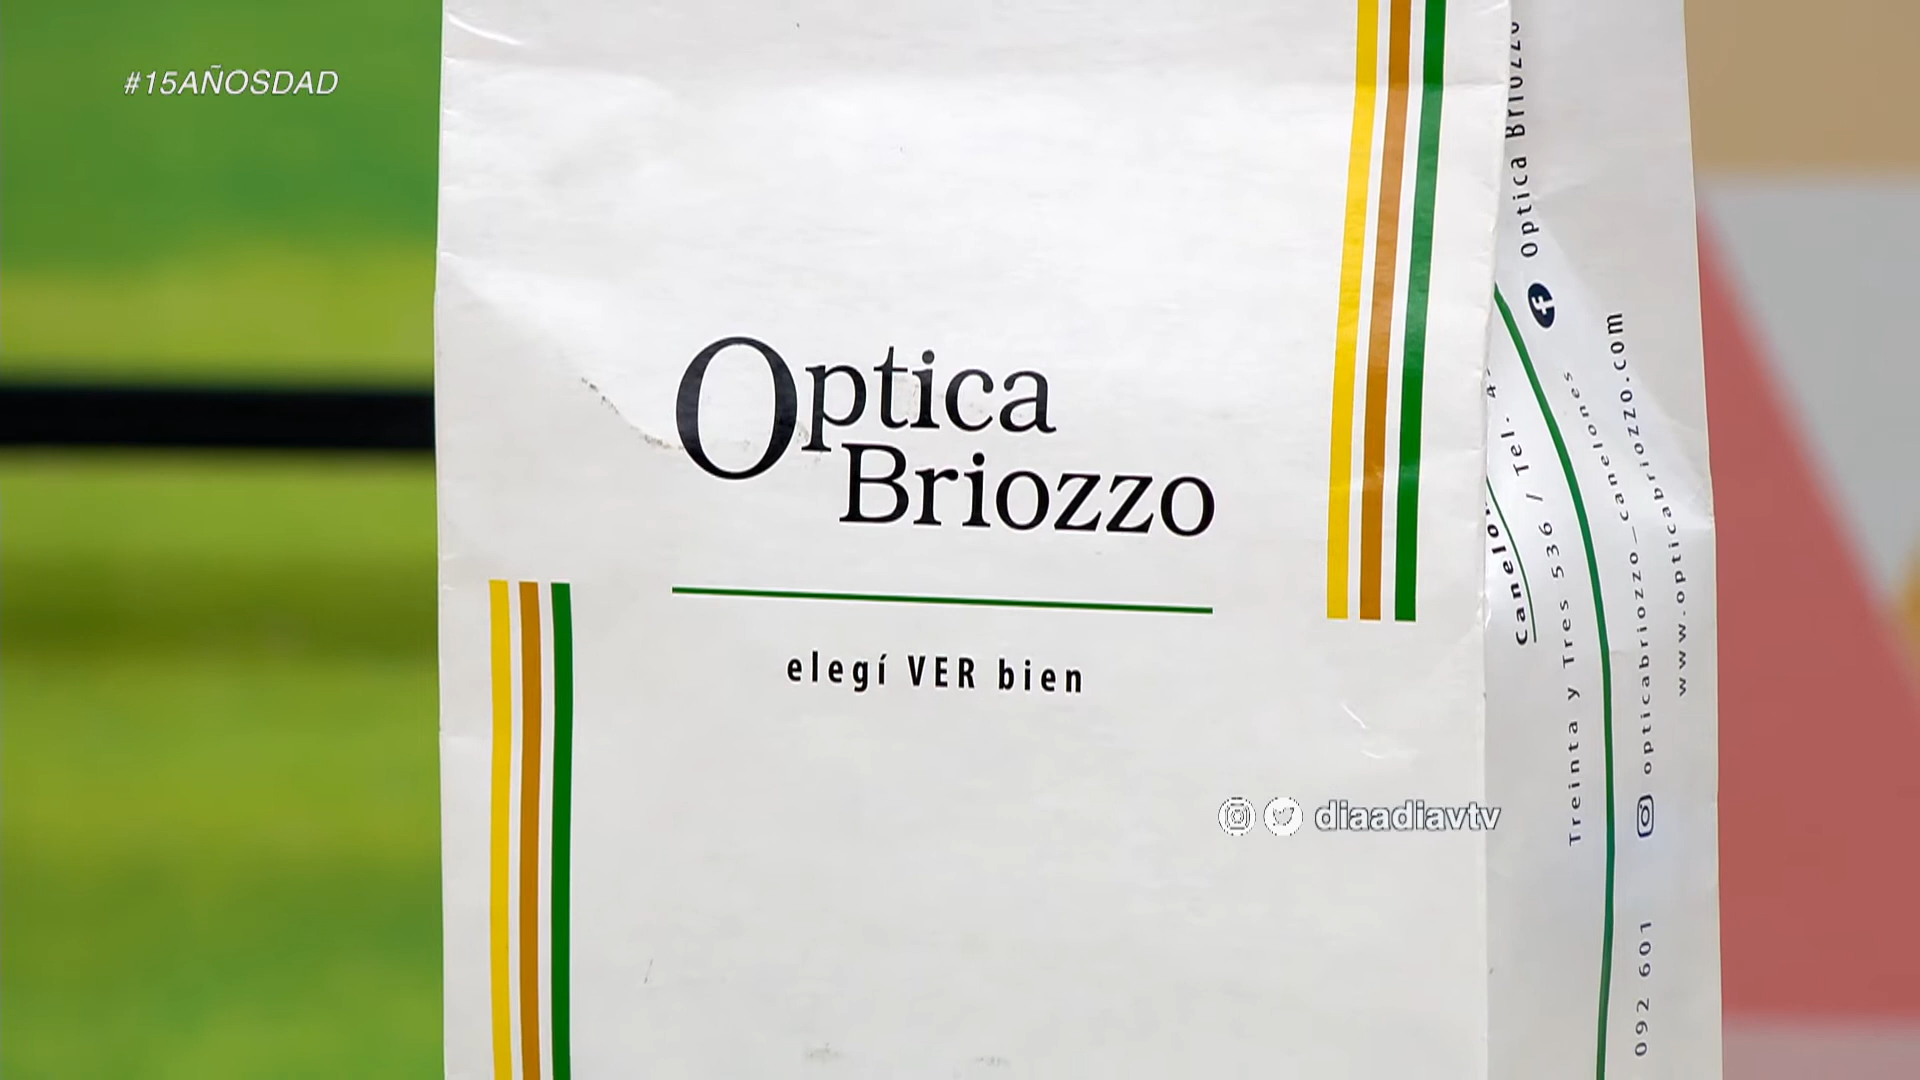 #15AÑOSDAD
Optica
Briozzo
elegí VER bien
diaadiavtv
Optica Briozzo
Tel.
Treinta y Tres 536 /
opticabriozzo_canelones
www.opticabriozzo.com
092 601